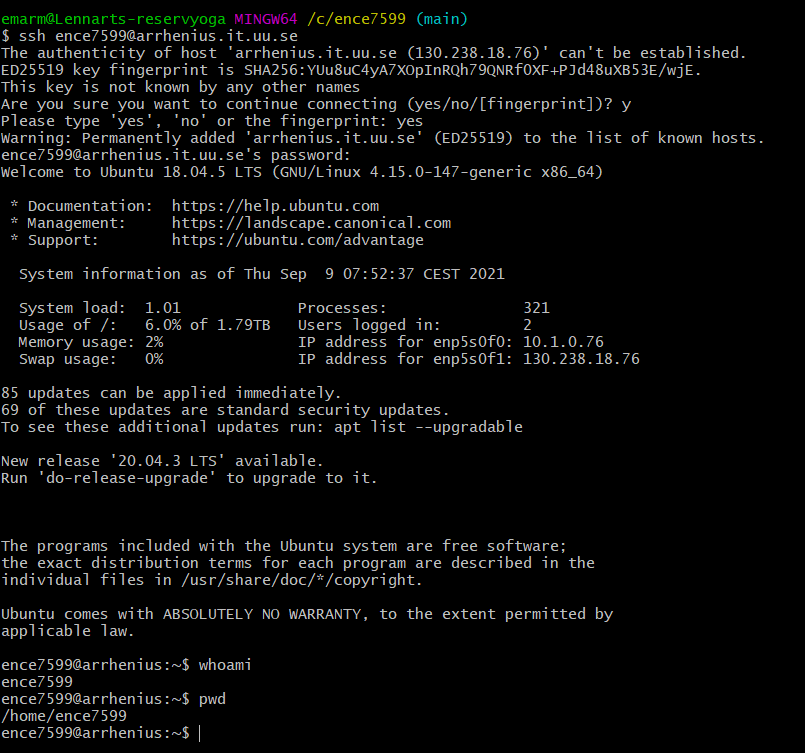 emarm@Lennarts-reservyoga MINGW64 /c/ence7599 (main)
$ ssh ence7599@arrhenius.it.uu.se
The authenticity of host 'arrhenius.it.uu.se (130.238.18.76)' can't be established.
ED25519 key fingerprint is SHA256:YUu8uC4yA7XOpInRQh79QNRfOXF+PJd48uXB53E/wjE.
This key is not known by any other names
Are you sure you want to continue connecting (yes/no/[fingerprint])? y
Please type 'yes', 'no' or the fingerprint: yes
Warning: Permanently added 'arrhenius.it.uu.se' (ED25519) to the list of known hosts.
ence7599@arrhenius.it.uu.se's password:
Welcome to Ubuntu 18.04.5 LTS (GNU/Linux 4.15.0-147-generic x86_64)
* Documentation:  https://help.ubuntu.com
* Management:     https://landscape.canonical.com
* Support:        https://ubuntu.com/advantage
System information as of Thu Sep  9 07:52:37 CEST 2021
System load:  1.01             Processes:               321
Usage of /:   6.0% of 1.79TB   Users logged in:         2
Memory usage: 2%               IP address for enp5s0f0: 10.1.0.76
Swap usage:   0%               IP address for enp5s0f1: 130.238.18.76
85 updates can be applied immediately.
69 of these updates are standard security updates.
To see these additional updates run: apt list --upgradable
New release '20.04.3 LTS' available.
Run 'do-release-upgrade' to upgrade to it.
The programs included with the Ubuntu system are free software;
the exact distribution terms for each program are described in the
individual files in /usr/share/doc/*/copyright.
Ubuntu comes with ABSOLUTELY NO WARRANTY, to the extent permitted by
applicable law.
ence7599@arrhenius:~$ whoami
ence7599
ence7599@arrhenius:~$ pwd
/home/ence7599
ence7599@arrhenius:~$